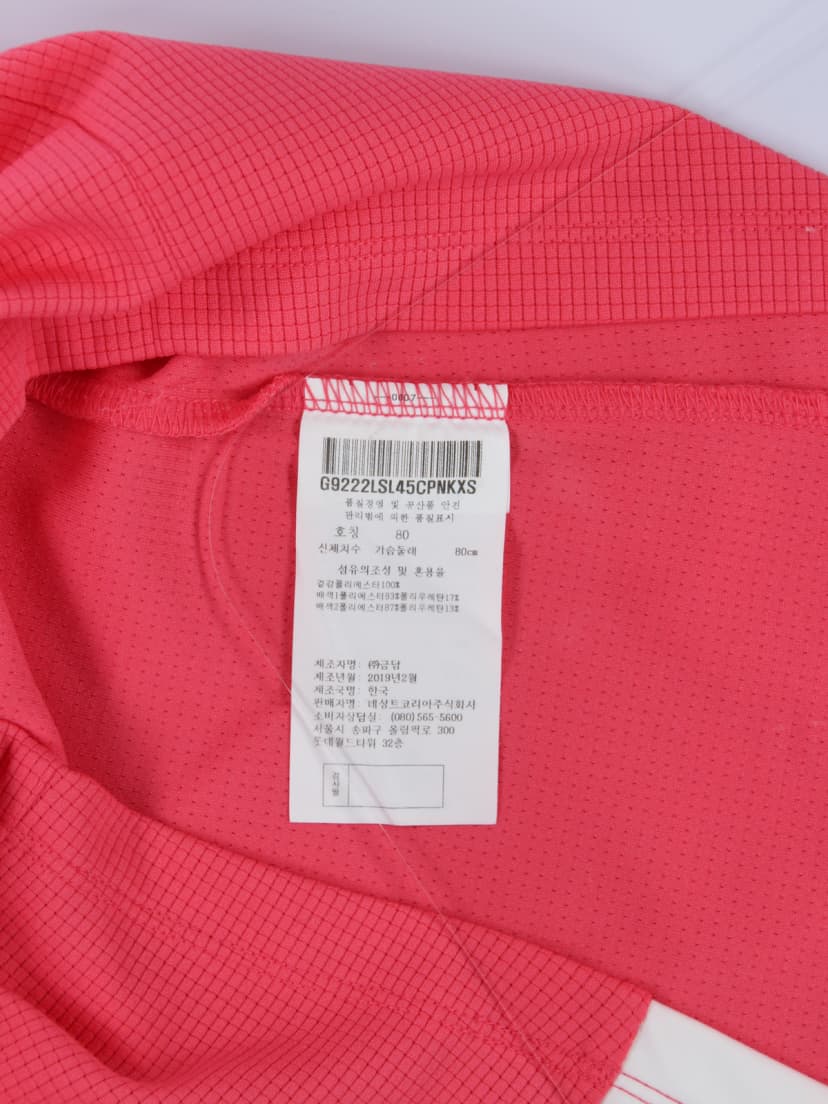 0007
G9222LSL45CPNKXS
품질경영 및 공산품 안전
관리법에 의한 품질표시
호칭 80
신체치수 가슴둘레 80cm
섬유의조성 및 혼용율
겉감폴리에스터100%
배색1폴리에스터83%폴리우레탄17%
배색2폴리에스터87%폴리우레탄13%
제조자명: ㈜금담
제조년월: 2019년2월
제조국명: 한국
판매자명: 데상트코리아주식회사
소비자상담실: (080)565-5600
서울시 송파구 올림픽로 300
롯데월드타워 32층
검사필